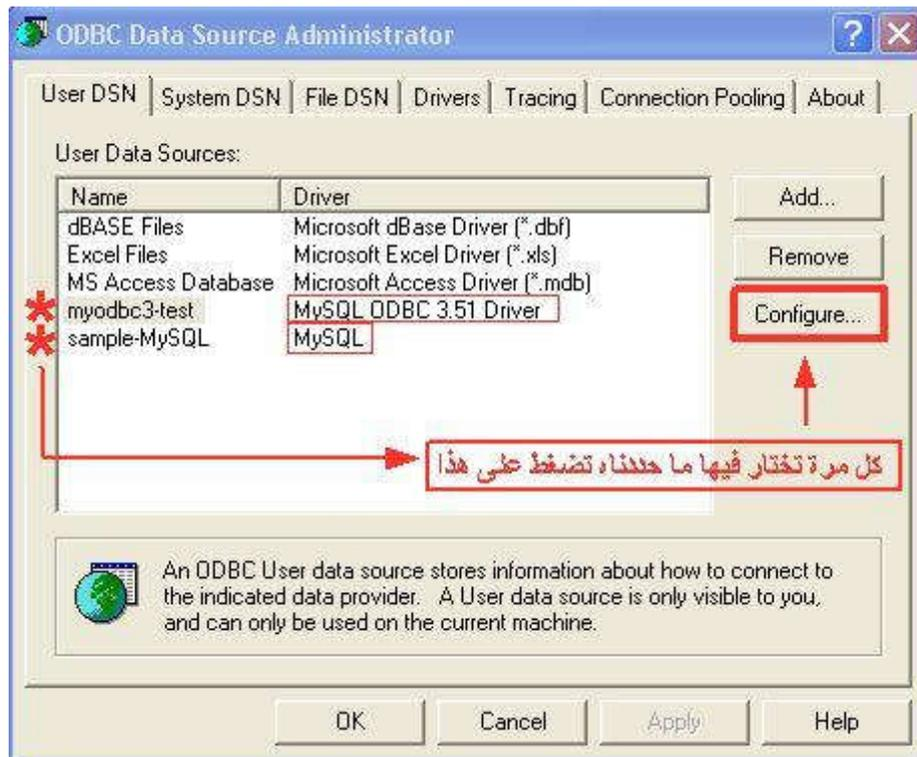 ODBC Data Source Administrator
User DSN System DSN File DSN Drivers Tracing Connection Pooling About
User Data Sources:
Name Driver
dBASE Files Microsoft dBase Driver (*.dbf)
Excel Files Microsoft Excel Driver (*.xls)
MS Access Database Microsoft Access Driver (*.mdb)
myodbc3-test MySQL ODBC 3.51 Driver
sample-MySQL MySQL
Add...
Remove
Configure...
كل مرة تختار فيها ما حددناه تضغط على هذا
An ODBC User data source stores information about how to connect to
the indicated data provider. A User data source is only visible to you,
and can only be used on the current machine.
OK Cancel Apply Help